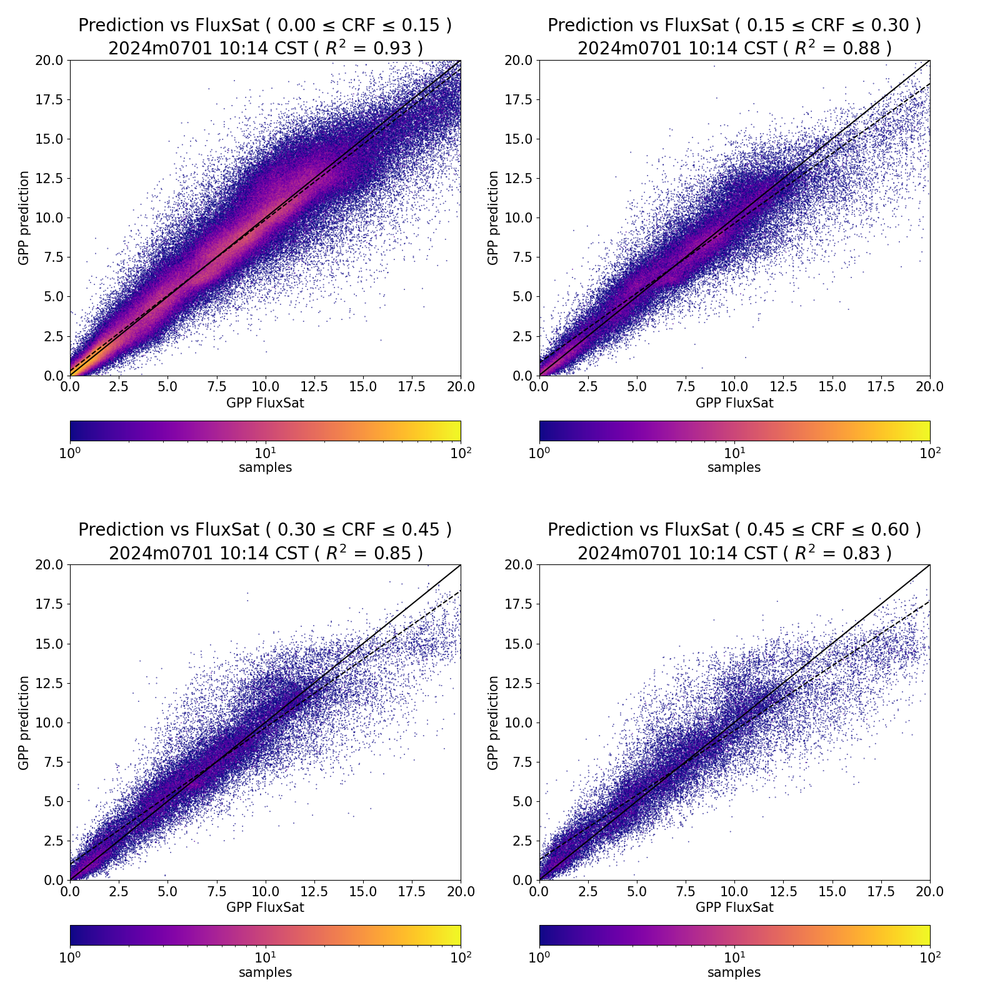 Prediction vs FluxSat ( 0.00 ≤ CRF ≤ 0.15 )
2024m0701 10:14 CST ( R² = 0.93 )
20.0
17.5
15.0
12.5
10.0
7.5
5.0
2.5
0.0
GPP prediction
0.0 2.5 5.0 7.5 10.0 12.5 15.0 17.5 20.0
GPP FluxSat
10⁰ 10¹ 10²
samples
Prediction vs FluxSat ( 0.15 ≤ CRF ≤ 0.30 )
2024m0701 10:14 CST ( R² = 0.88 )
20.0
17.5
15.0
12.5
10.0
7.5
5.0
2.5
0.0
GPP prediction
0.0 2.5 5.0 7.5 10.0 12.5 15.0 17.5 20.0
GPP FluxSat
10⁰ 10¹ 10²
samples
Prediction vs FluxSat ( 0.30 ≤ CRF ≤ 0.45 )
2024m0701 10:14 CST ( R² = 0.85 )
20.0
17.5
15.0
12.5
10.0
7.5
5.0
2.5
0.0
GPP prediction
0.0 2.5 5.0 7.5 10.0 12.5 15.0 17.5 20.0
GPP FluxSat
10⁰ 10¹ 10²
samples
Prediction vs FluxSat ( 0.45 ≤ CRF ≤ 0.60 )
2024m0701 10:14 CST ( R² = 0.83 )
20.0
17.5
15.0
12.5
10.0
7.5
5.0
2.5
0.0
GPP prediction
0.0 2.5 5.0 7.5 10.0 12.5 15.0 17.5 20.0
GPP FluxSat
10⁰ 10¹ 10²
samples